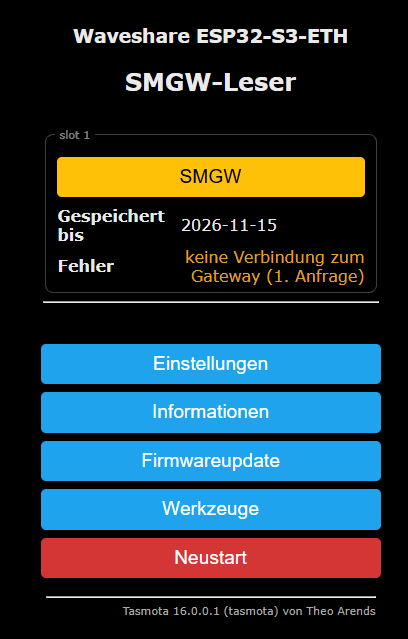 Waveshare ESP32-S3-ETH
SMGW-Leser
slot 1
SMGW
Gespeichert
bis
2026-11-15
Fehler
keine Verbindung zum
Gateway (1. Anfrage)
Einstellungen
Informationen
Firmwareupdate
Werkzeuge
Neustart
Tasmota 16.0.0.1 (tasmota) von Theo Arends